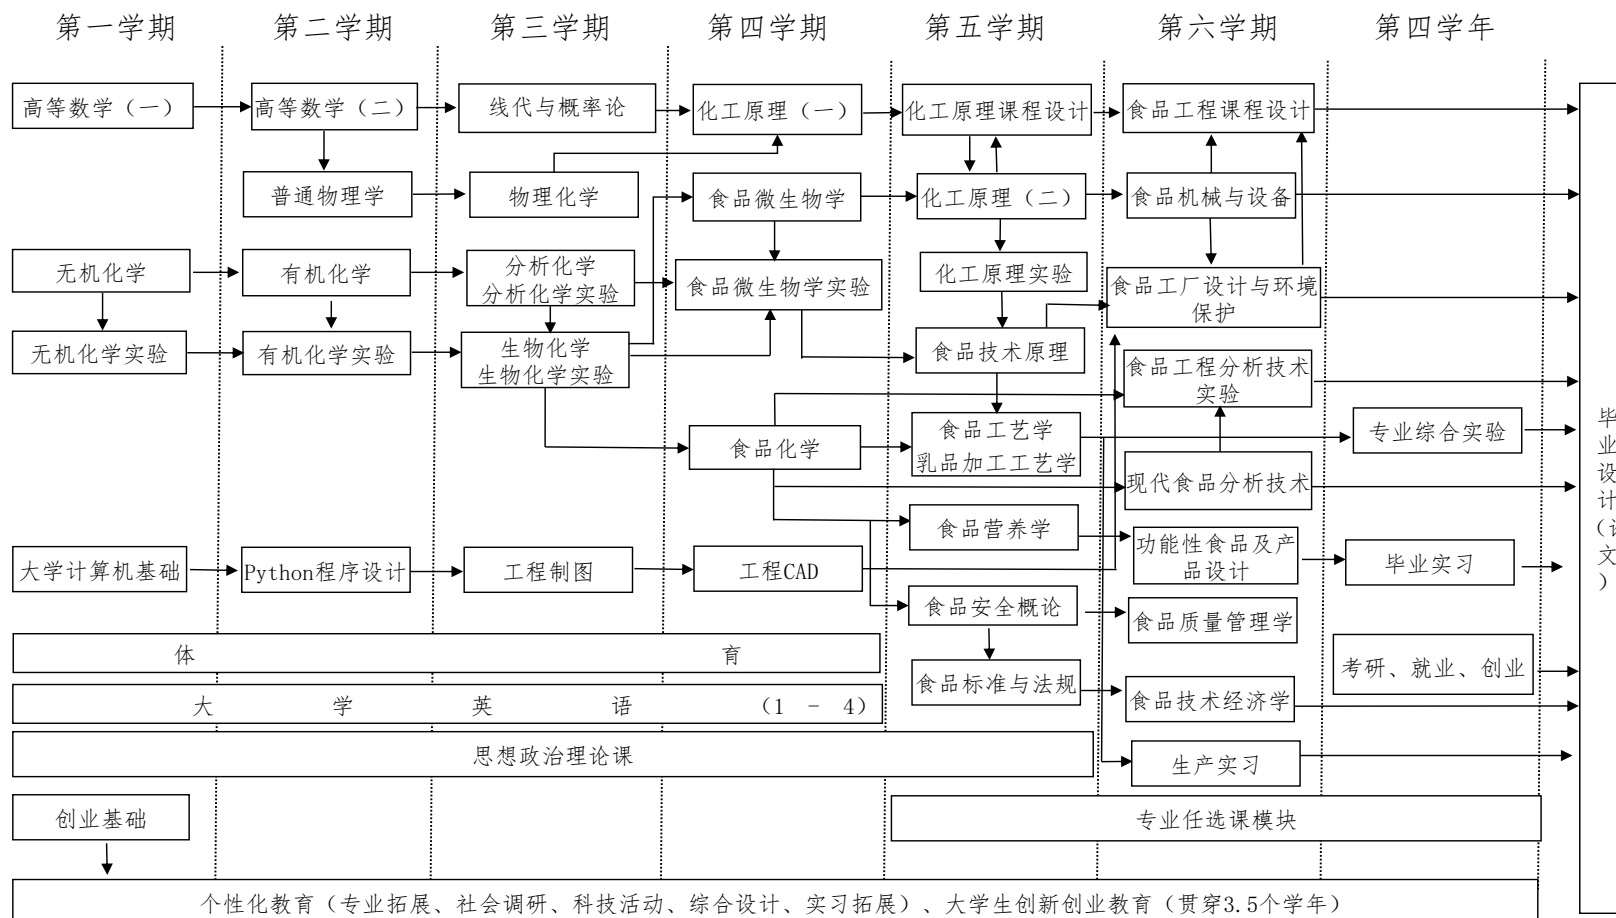 第一学期 第二学期 第三学期 第四学期 第五学期 第六学期 第四学年
高等数学（一） 高等数学（二） 线代与概率论 化工原理（一） 化工原理课程设计 食品工程课程设计
普通物理学 物理化学 食品微生物学 化工原理（二） 食品机械与设备
无机化学 有机化学
分析化学
分析化学实验
食品微生物学实验
化工原理实验
食品工厂设计与环境
保护
无机化学实验 有机化学实验
生物化学
生物化学实验
食品技术原理
食品工程分析技术
实验
食品化学
食品工艺学
乳品加工工艺学
专业综合实验
现代食品分析技术
食品营养学
大学计算机基础 Python程序设计 工程制图 工程CAD
功能性食品及产
品设计
毕业实习
食品安全概论 食品质量管理学
体 育
食品标准与法规
考研、就业、创业
大 学 英 语 （1 - 4）
食品技术经济学
思想政治理论课
生产实习
创业基础
专业任选课模块
个性化教育（专业拓展、社会调研、科技活动、综合设计、实习拓展）、大学生创新创业教育（贯穿3.5个学年）
毕
业
设
计
（
文
）